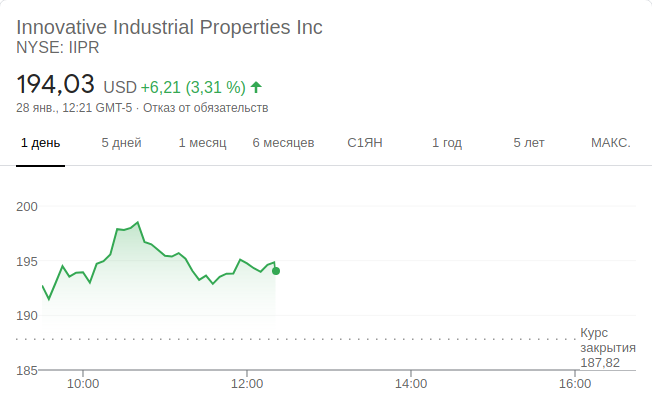 Innovative Industrial Properties Inc
NYSE: IIPR
194,03 USD +6,21 (3,31 %)
28 янв., 12:21 GMT-5 · Отказ от обязательств
1 день 5 дней 1 месяц 6 месяцев С1ЯН 1 год 5 лет МАКС.
200
195
190
Курс
закрытия
187,82
185
10:00 12:00 14:00 16:00